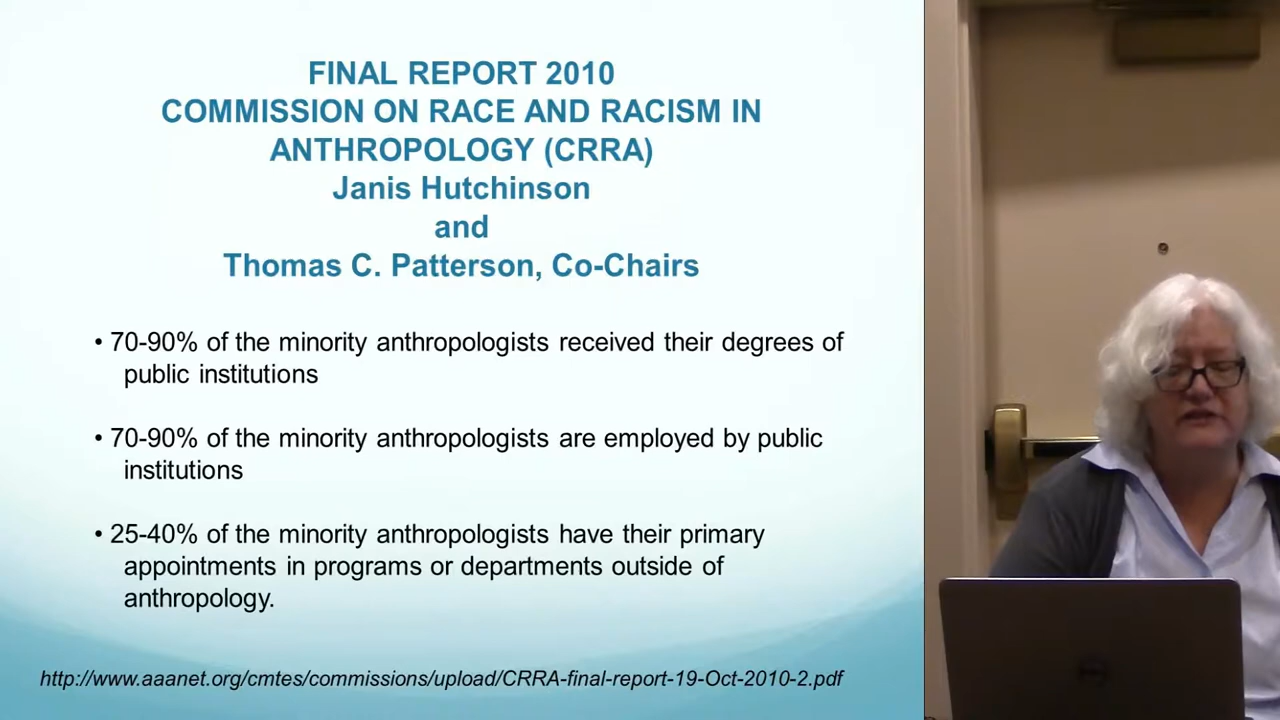 FINAL REPORT 2010
COMMISSION ON RACE AND RACISM IN
ANTHROPOLOGY (CRRA)
Janis Hutchinson
and
Thomas C. Patterson, Co-Chairs
• 70-90% of the minority anthropologists received their degrees of
public institutions
• 70-90% of the minority anthropologists are employed by public
institutions
• 25-40% of the minority anthropologists have their primary
appointments in programs or departments outside of
anthropology.
http://www.aaanet.org/cmtes/commissions/upload/CRRA-final-report-19-Oct-2010-2.pdf